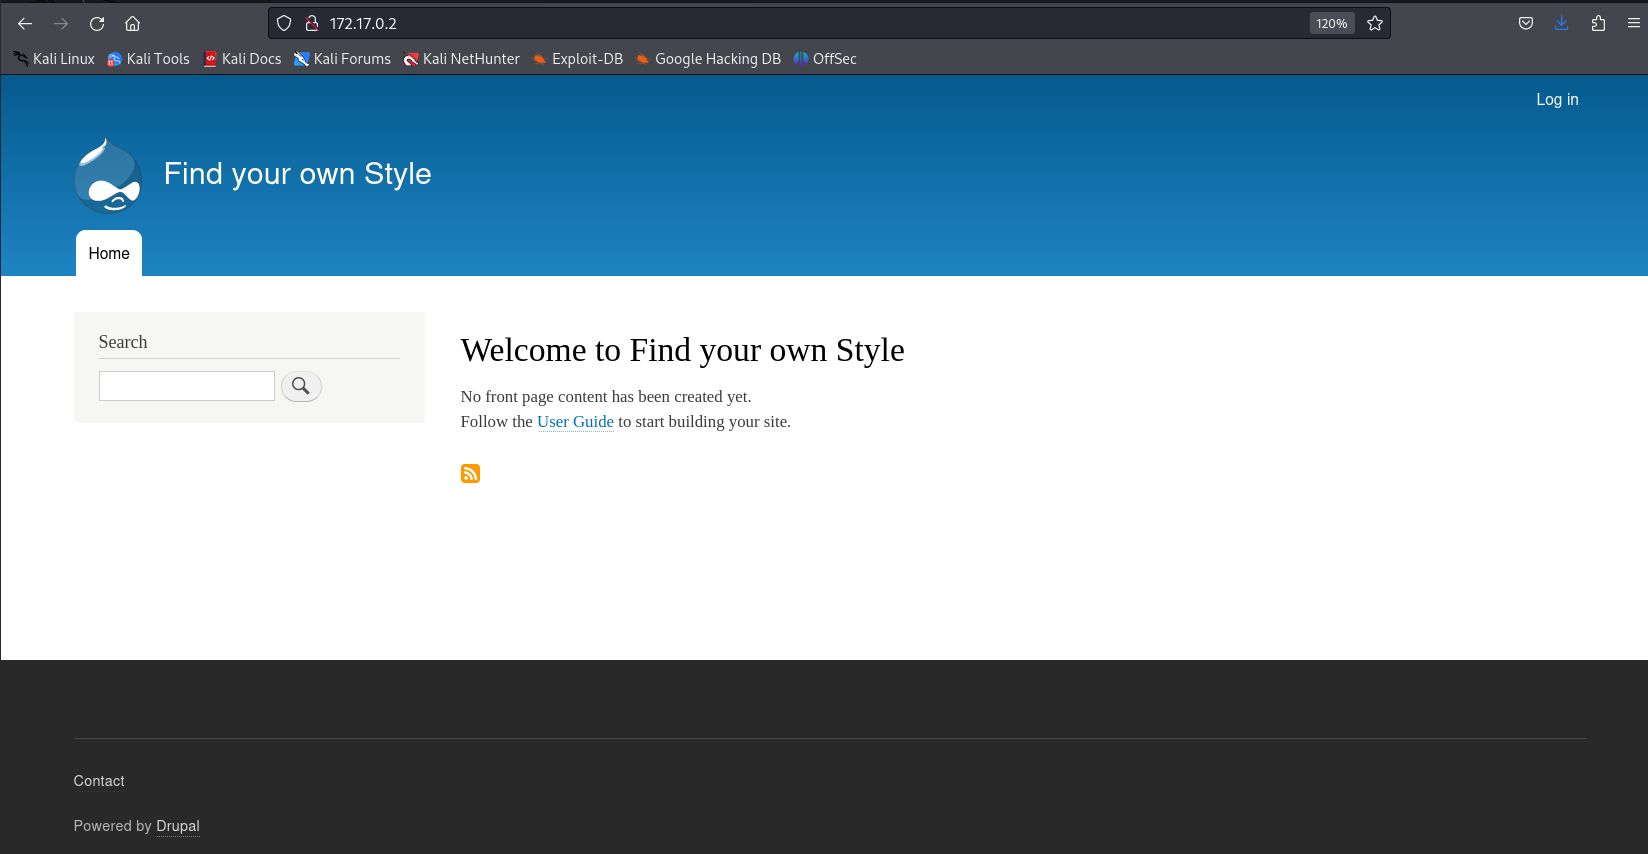 172.17.0.2
120%
Kali Linux Kali Tools Kali Docs Kali Forums Kali NetHunter Exploit-DB Google Hacking DB OffSec
Log in
Find your own Style
Home
Search
Welcome to Find your own Style
No front page content has been created yet.
Follow the User Guide to start building your site.
Contact
Powered by Drupal